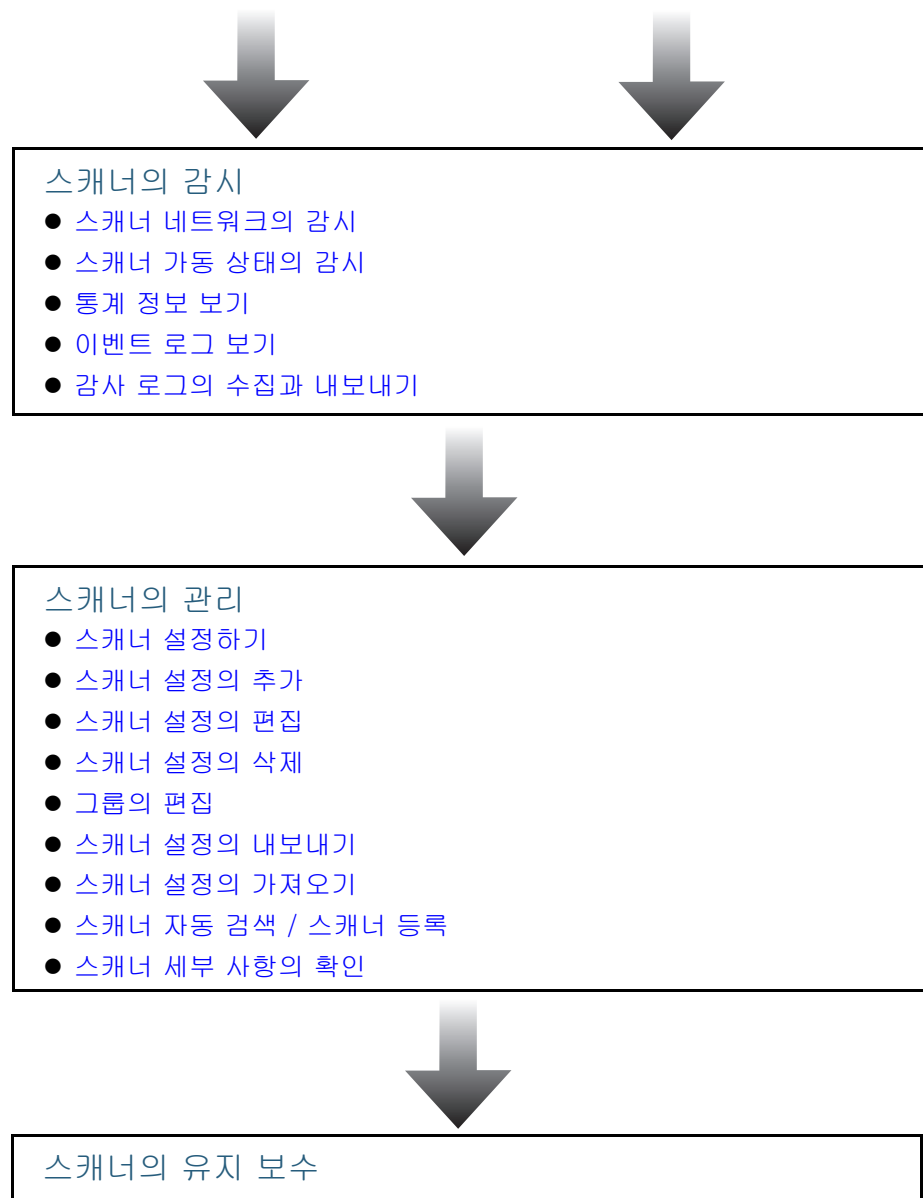 스캐너의 감시
● 스캐너 네트워크의 감시
● 스캐너 가동 상태의 감시
● 통계 정보 보기
● 이벤트 로그 보기
● 감사 로그의 수집과 내보내기
스캐너의 관리
● 스캐너 설정하기
● 스캐너 설정의 추가
● 스캐너 설정의 편집
● 스캐너 설정의 삭제
● 그룹의 편집
● 스캐너 설정의 내보내기
● 스캐너 설정의 가져오기
● 스캐너 자동 검색 / 스캐너 등록
● 스캐너 세부 사항의 확인
스캐너의 유지 보수